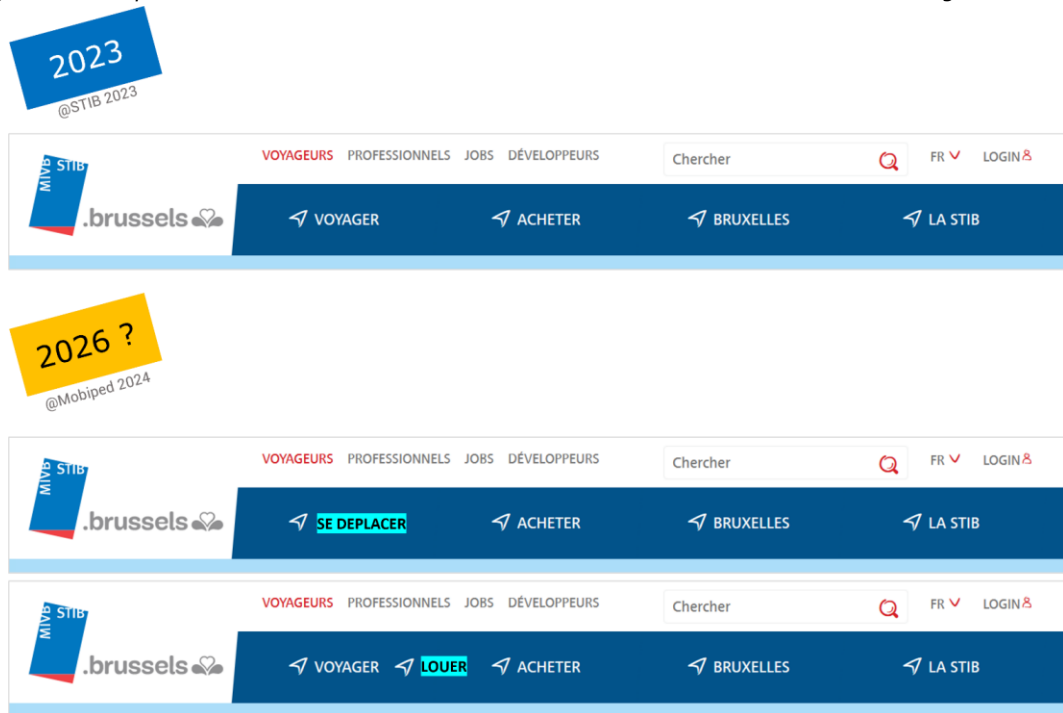 2023
@STIB 2023
VOYAGEURS PROFESSIONNELS JOBS DÉVELOPPEURS Chercher FR LOGIN
MIVB STIB
.brussels
VOYAGER ACHETER BRUXELLES LA STIB
2026 ?
@Mobiped 2024
VOYAGEURS PROFESSIONNELS JOBS DÉVELOPPEURS Chercher FR LOGIN
MIVB STIB
.brussels
SE DEPLACER ACHETER BRUXELLES LA STIB
VOYAGEURS PROFESSIONNELS JOBS DÉVELOPPEURS Chercher FR LOGIN
MIVB STIB
.brussels
VOYAGER LOUER ACHETER BRUXELLES LA STIB